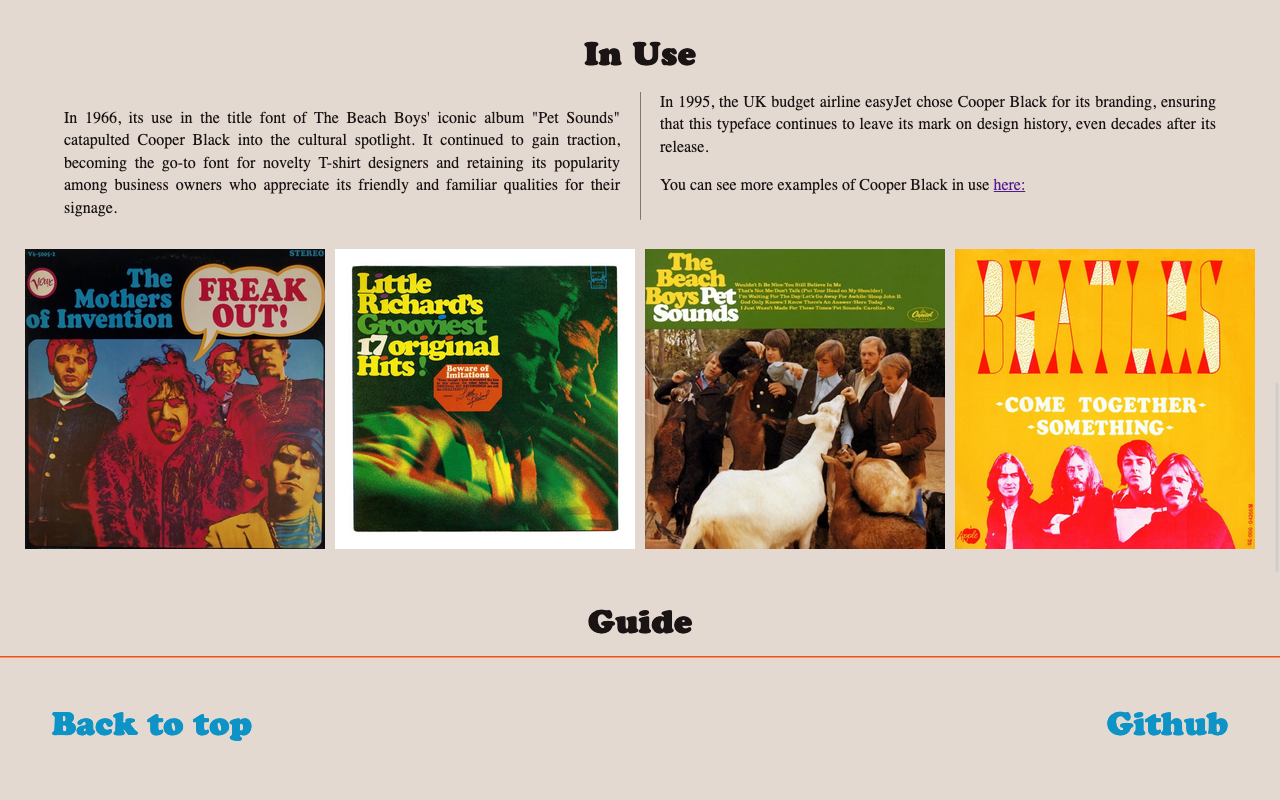 In Use
In 1966, its use in the title font of The Beach Boys' iconic album "Pet Sounds"
catapulted Cooper Black into the cultural spotlight. It continued to gain traction,
becoming the go-to font for novelty T-shirt designers and retaining its popularity
among business owners who appreciate its friendly and familiar qualities for their
signage.
In 1995, the UK budget airline easyJet chose Cooper Black for its branding, ensuring
that this typeface continues to leave its mark on design history, even decades after its
release.
You can see more examples of Cooper Black in use here:
V6-5005-2
STEREO
Verve
The
Mothers
of Invention
FREAK
OUT!
Little
Richard's
Grooviest
17 original
Hits!
Beware of
Imitations
The
Beach
Boys Pet
Sounds
Wouldn't It Be Nice/You Still Believe in Me
That's Not Me/Don't Talk (Put Your Head on My Shoulder)
I'm Waiting For The Day/Let's Go Away For Awhile/Sloop John B.
God Only Knows/I Know There's An Answer/Here Today
I Just Wasn't Made For These Times/Pet Sounds/Caroline No
Capitol
BEATLES
-COME TOGETHER-
-SOMETHING-
Apple
Guide
Back to top
Github